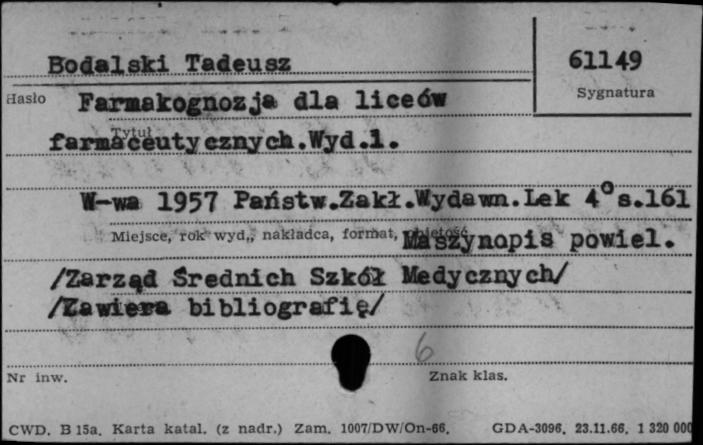 Bodalski Tadeusz
61149
Hasło
Sygnatura
Farmakognozja dla liceów
Tytuł
farmaceutycznych.Wyd.1.
W-wa 1957 Państw.Zakł.Wydawn.Lek 4°s.161
Miejsce, rok wyd., nakładca, format, objętość
Maszynopis powiel.
/Zarząd Średnich Szkół Medycznych/
/Zawiera bibliografię/
6
Nr inw.
Znak klas.
CWD. B 15a. Karta katal. (z nadr.) Zam. 1007/DW/On-66. GDA-3096. 23.11.66. 1 320 000